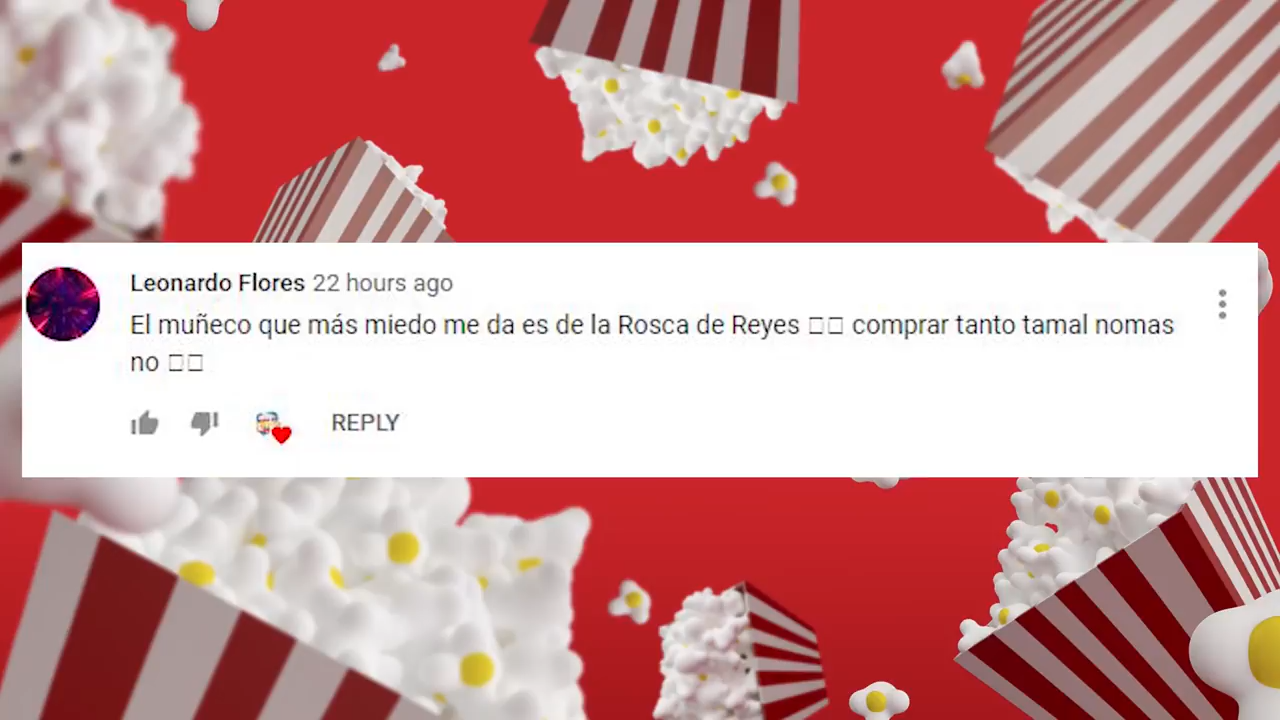 Leonardo Flores 22 hours ago
El muñeco que más miedo me da es de la Rosca de Reyes □□ comprar tanto tamal nomas
no □□
REPLY